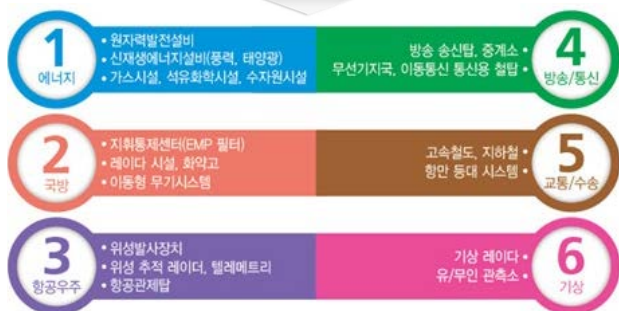 1
에너지
• 원자력발전설비
• 신재생에너지설비(풍력, 태양광)
• 가스시설, 석유화학시설, 수자원시설
방송 송신탑, 중계소 •
무선기지국, 이동통신 통신용 철탑 •
4
방송/통신
2
국방
• 지휘통제센터(EMP 필터)
• 레이다 시설, 화약고
• 이동형 무기시스템
고속철도, 지하철 •
항만 등대 시스템 •
5
교통/수송
3
항공우주
• 위성발사장치
• 위성 추적 레이더, 텔레메트리
• 항공관제탑
기상 레이다 •
유/무인 관측소 •
6
기상